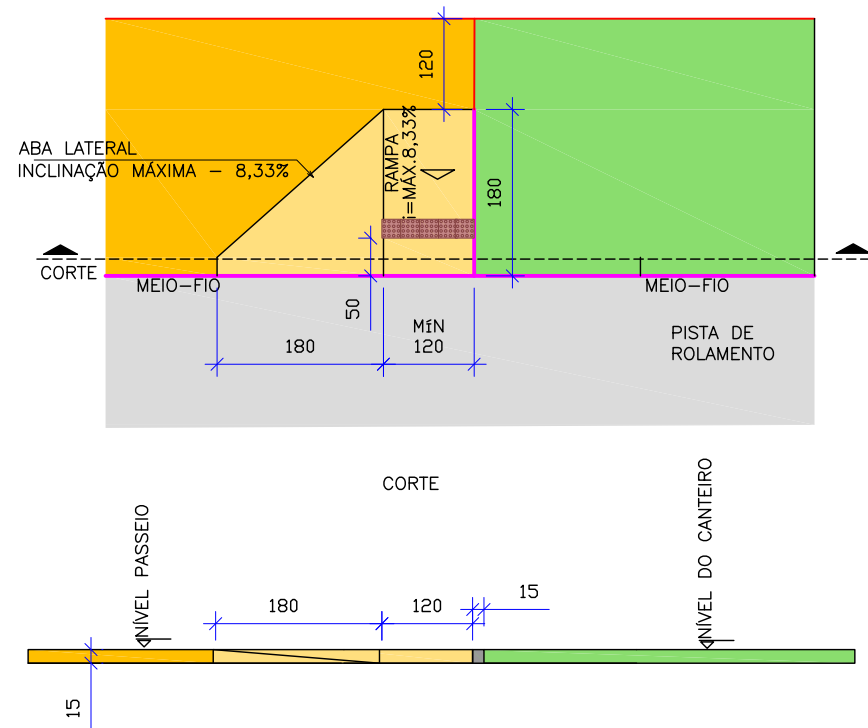 120
ABA LATERAL
INCLINAÇÃO MÁXIMA – 8,33%
RAMPA
i=MÁX.8,33%
180
CORTE
MEIO–FIO
MEIO–FIO
50
180
MÍN
120
PISTA DE
ROLAMENTO
CORTE
NÍVEL PASSEIO
180
120
15
NÍVEL DO CANTEIRO
15